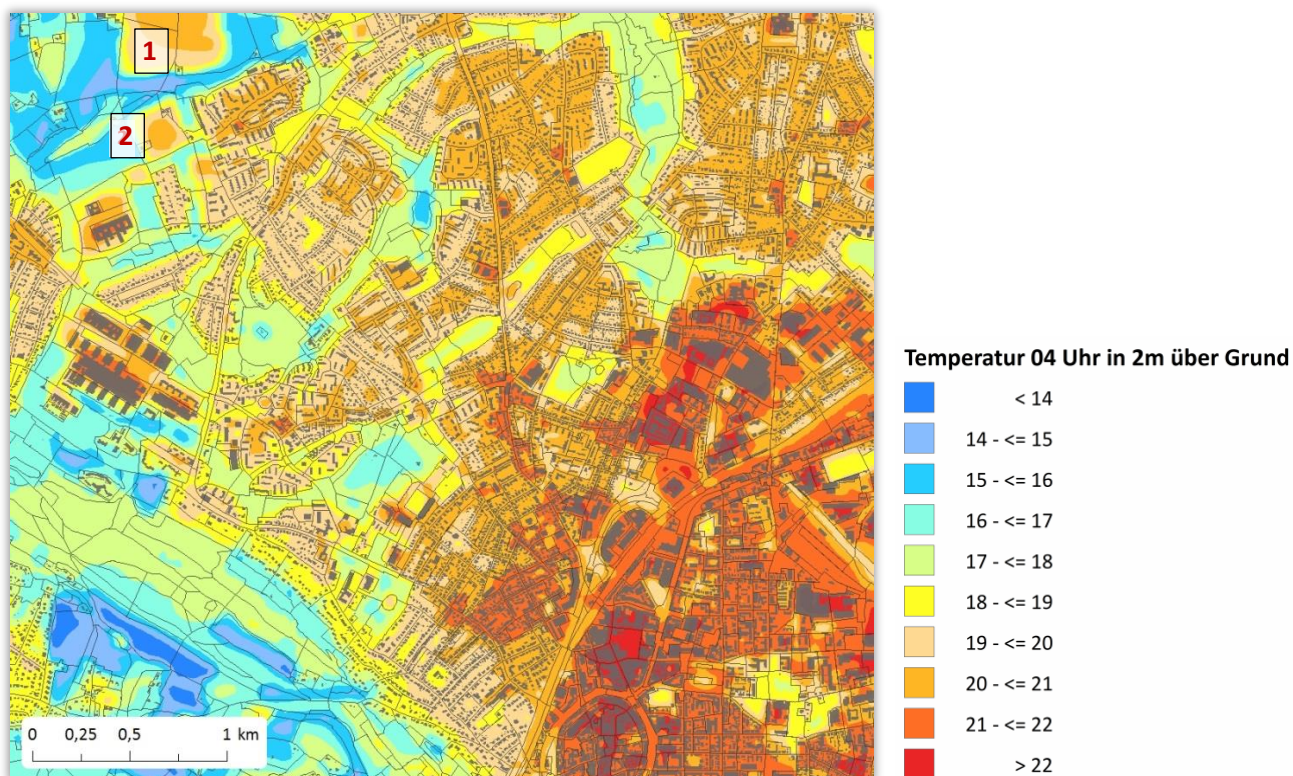 1
2
0 0,25 0,5 1 km
Temperatur 04 Uhr in 2m über Grund
< 14
14 - <= 15
15 - <= 16
16 - <= 17
17 - <= 18
18 - <= 19
19 - <= 20
20 - <= 21
21 - <= 22
> 22